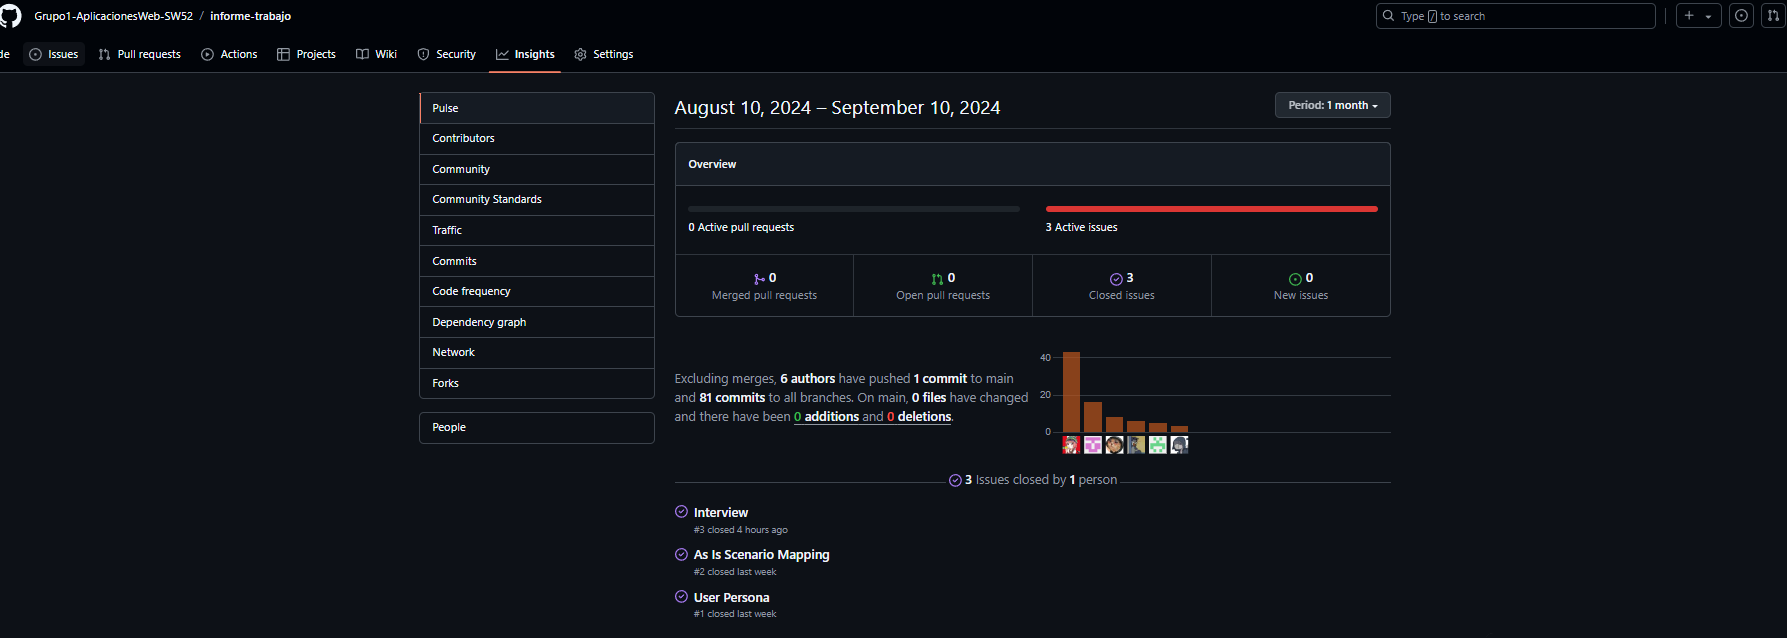 Grupo1-AplicacionesWeb-SW52 / informe-trabajo
Type / to search
de Issues Pull requests Actions Projects Wiki Security Insights Settings
Pulse
Contributors
Community
Community Standards
Traffic
Commits
Code frequency
Dependency graph
Network
Forks
People
August 10, 2024 – September 10, 2024
Period: 1 month
Overview
0 Active pull requests
3 Active issues
0
Merged pull requests
0
Open pull requests
3
Closed issues
0
New issues
Excluding merges, 6 authors have pushed 1 commit to main
and 81 commits to all branches. On main, 0 files have changed
and there have been 0 additions and 0 deletions.
40
20
0
3 Issues closed by 1 person
Interview
#3 closed 4 hours ago
As Is Scenario Mapping
#2 closed last week
User Persona
#1 closed last week